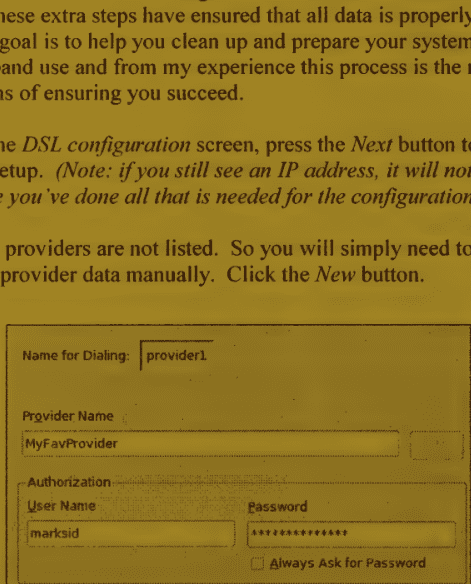 hese extra steps have ensured that all data is properly
goal is to help you clean up and prepare your system
and use and from my experience this process is the
ns of ensuring you succeed.
he DSL configuration screen, press the Next button to
etup. (Note: if you still see an IP address, it will not
e you've done all that is needed for the configuration
providers are not listed. So you will simply need to
provider data manually. Click the New button.
Name for Dialing: provider1
Provider Name
MyFavProvider
Authorization
User Name Password
marksid **************
Always Ask for Password